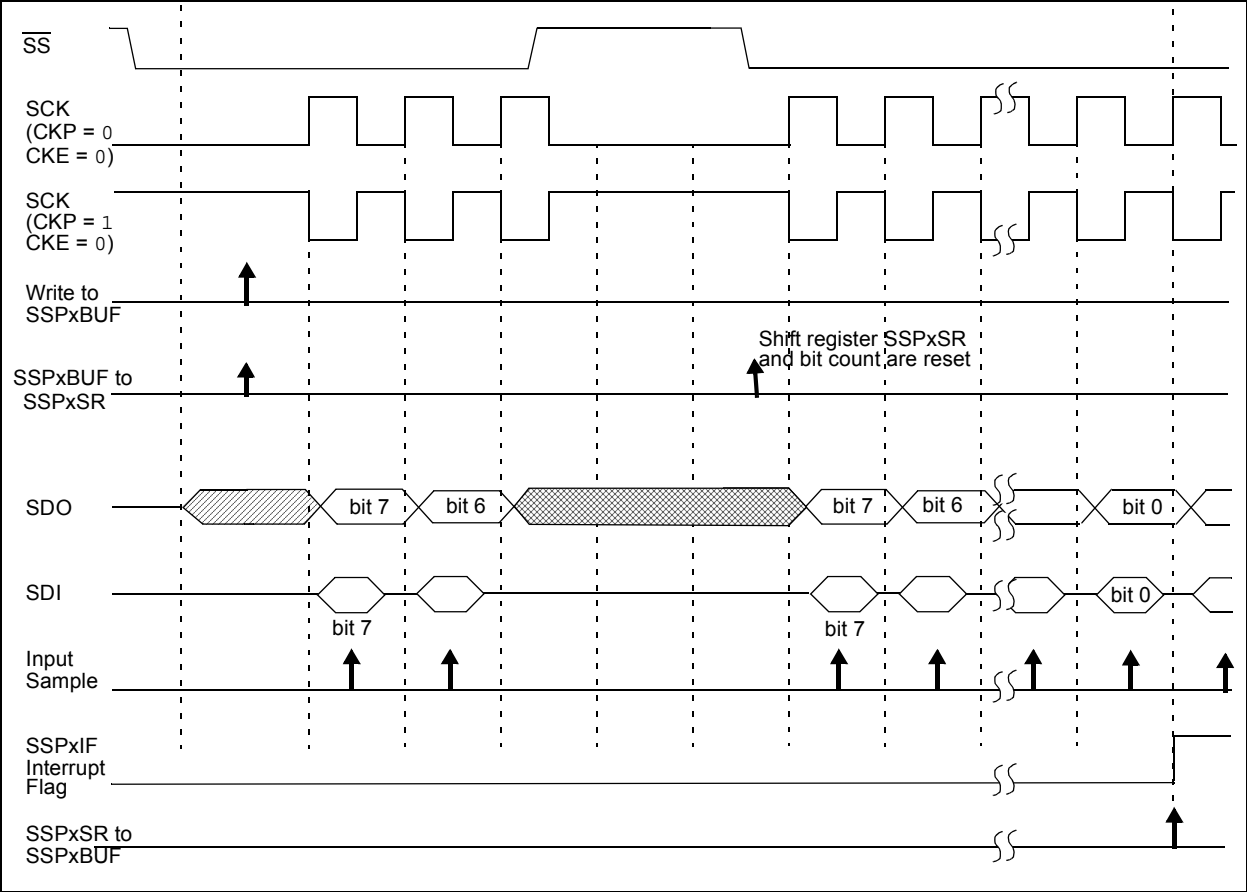 SS
SCK
(CKP = 0
CKE = 0)
SCK
(CKP = 1
CKE = 0)
Write to
SSPxBUF
Shift register SSPxSR
and bit count are reset
SSPxBUF to
SSPxSR
SDO
bit 7
bit 6
bit 7
bit 6
bit 0
SDI
bit 0
bit 7
bit 7
Input
Sample
SSPxIF
Interrupt
Flag
SSPxSR to
SSPxBUF